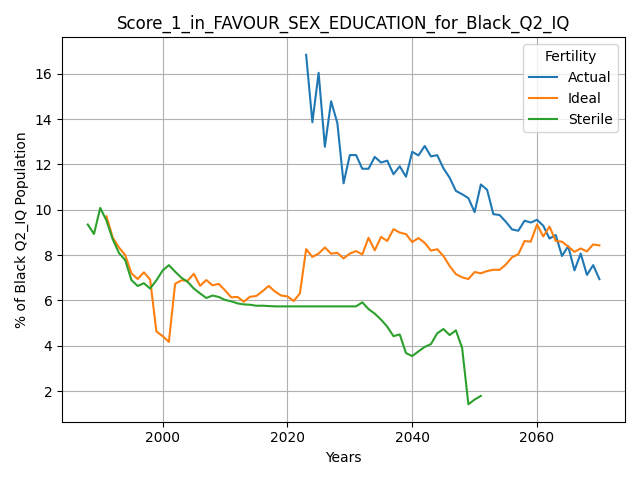 Score_1_in_FAVOUR_SEX_EDUCATION_for_Black_Q2_IQ
Fertility
Actual
Ideal
Sterile
% of Black Q2_IQ Population
16
14
12
10
8
6
4
2
2000
2020
2040
2060
Years